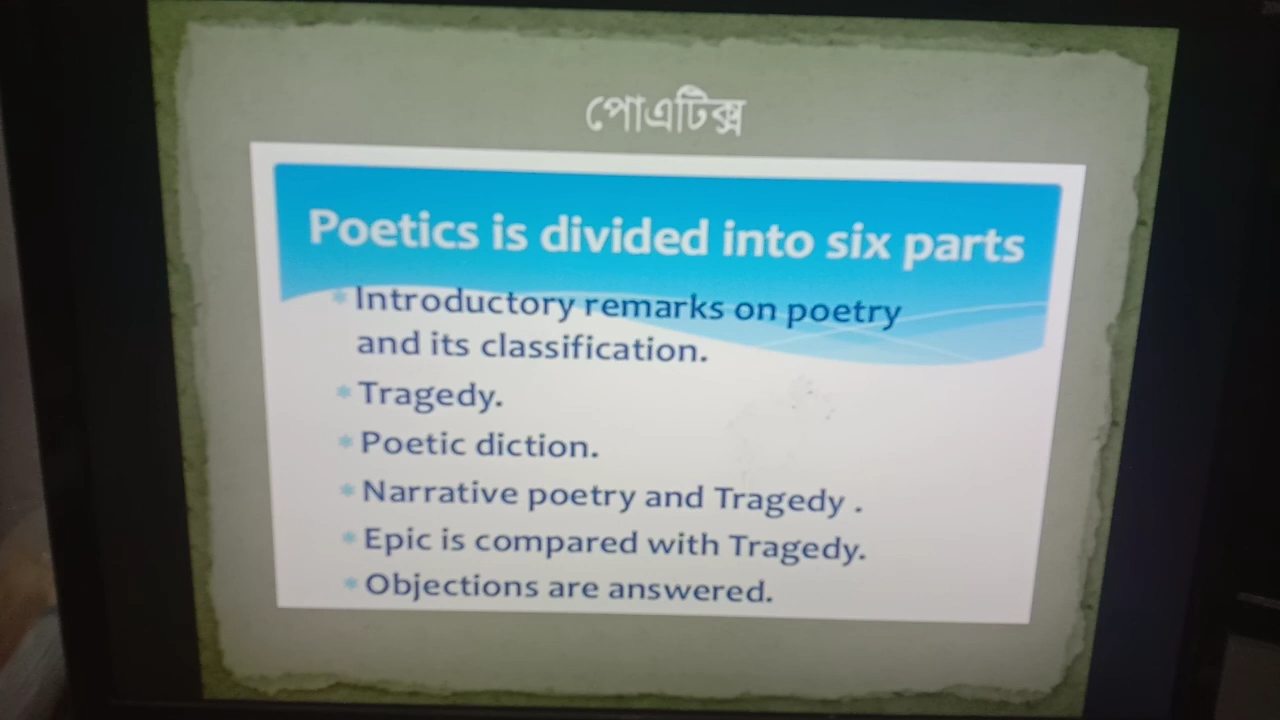 পোএটিক্স
Poetics is divided into six parts
* Introductory remarks on poetry
and its classification.
* Tragedy.
* Poetic diction.
* Narrative poetry and Tragedy .
* Epic is compared with Tragedy.
* Objections are answered.